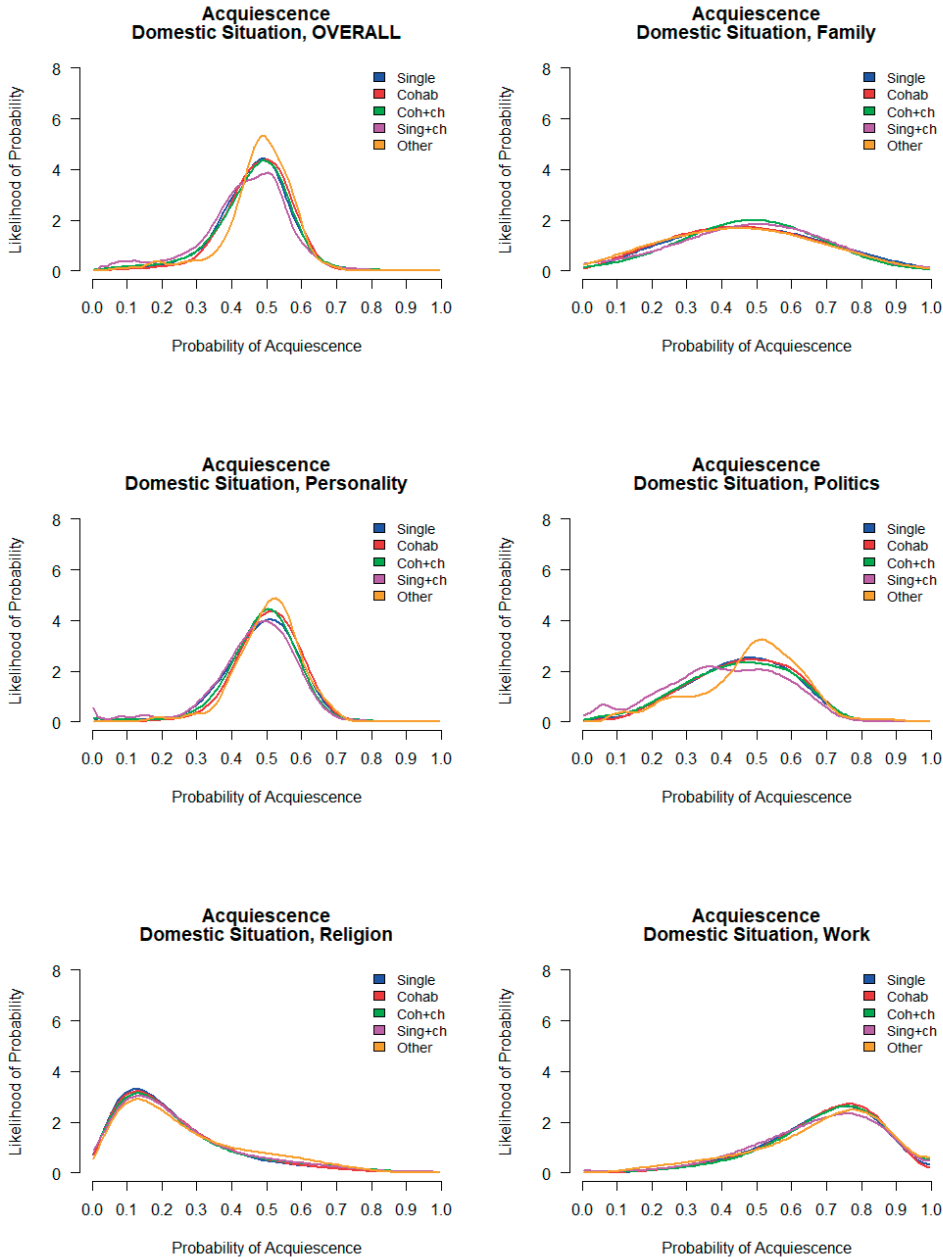 Acquiescence
Domestic Situation, OVERALL
Likelihood of Probability
8
6
4
2
0
Single
Cohab
Coh+ch
Sing+ch
Other
0.0 0.1 0.2 0.3 0.4 0.5 0.6 0.7 0.8 0.9 1.0
Probability of Acquiescence
Acquiescence
Domestic Situation, Family
Likelihood of Probability
8
6
4
2
0
Single
Cohab
Coh+ch
Sing+ch
Other
0.0 0.1 0.2 0.3 0.4 0.5 0.6 0.7 0.8 0.9 1.0
Probability of Acquiescence
Acquiescence
Domestic Situation, Personality
Likelihood of Probability
8
6
4
2
0
Single
Cohab
Coh+ch
Sing+ch
Other
0.0 0.1 0.2 0.3 0.4 0.5 0.6 0.7 0.8 0.9 1.0
Probability of Acquiescence
Acquiescence
Domestic Situation, Politics
Likelihood of Probability
8
6
4
2
0
Single
Cohab
Coh+ch
Sing+ch
Other
0.0 0.1 0.2 0.3 0.4 0.5 0.6 0.7 0.8 0.9 1.0
Probability of Acquiescence
Acquiescence
Domestic Situation, Religion
Likelihood of Probability
8
6
4
2
0
Single
Cohab
Coh+ch
Sing+ch
Other
0.0 0.1 0.2 0.3 0.4 0.5 0.6 0.7 0.8 0.9 1.0
Probability of Acquiescence
Acquiescence
Domestic Situation, Work
Likelihood of Probability
8
6
4
2
0
Single
Cohab
Coh+ch
Sing+ch
Other
0.0 0.1 0.2 0.3 0.4 0.5 0.6 0.7 0.8 0.9 1.0
Probability of Acquiescence